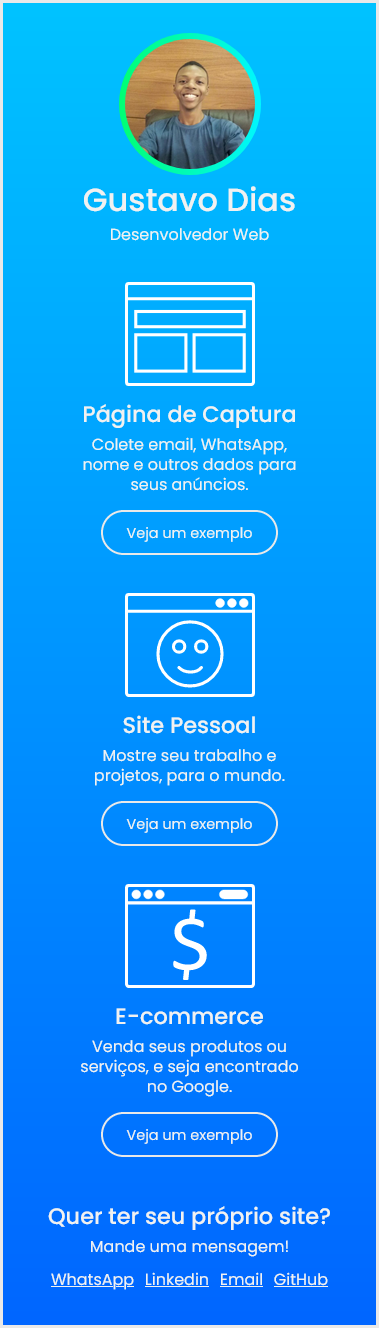 Gustavo Dias
Desenvolvedor Web
Página de Captura
Colete email, WhatsApp,
nome e outros dados para
seus anúncios.
Veja um exemplo
Site Pessoal
Mostre seu trabalho e
projetos, para o mundo.
Veja um exemplo
$
E-commerce
Venda seus produtos ou
serviços, e seja encontrado
no Google.
Veja um exemplo
Quer ter seu próprio site?
Mande uma mensagem!
WhatsApp Linkedin Email GitHub